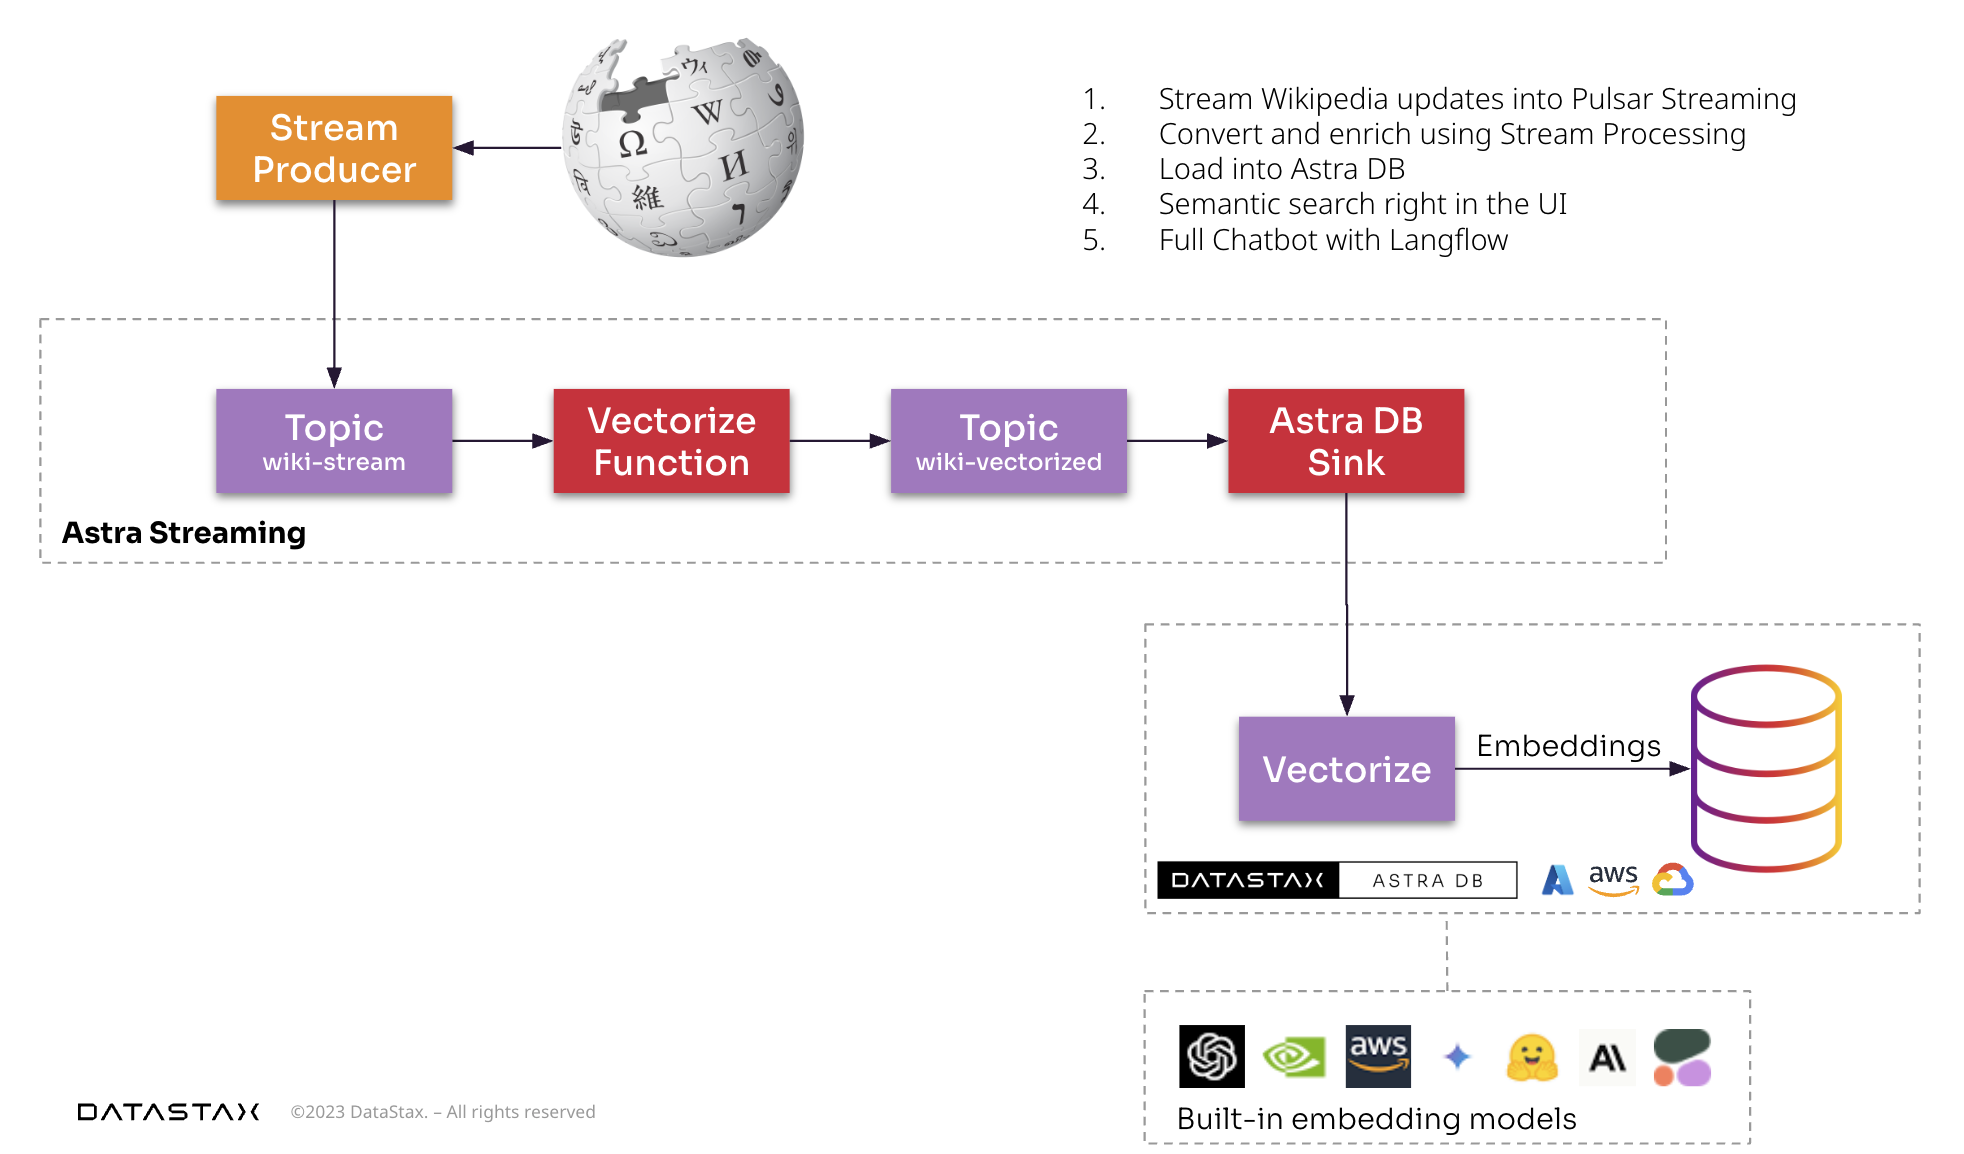 Stream
Producer
ウィ
W
Ω
И
維
1. Stream Wikipedia updates into Pulsar Streaming
2. Convert and enrich using Stream Processing
3. Load into Astra DB
4. Semantic search right in the UI
5. Full Chatbot with Langflow
Topic
wiki-stream
Vectorize
Function
Topic
wiki-vectorized
Astra DB
Sink
Astra Streaming
Vectorize
Embeddings
DATASTAX ASTRA DB
aws
aws
Built-in embedding models
DATASTAX ©2023 DataStax. – All rights reserved